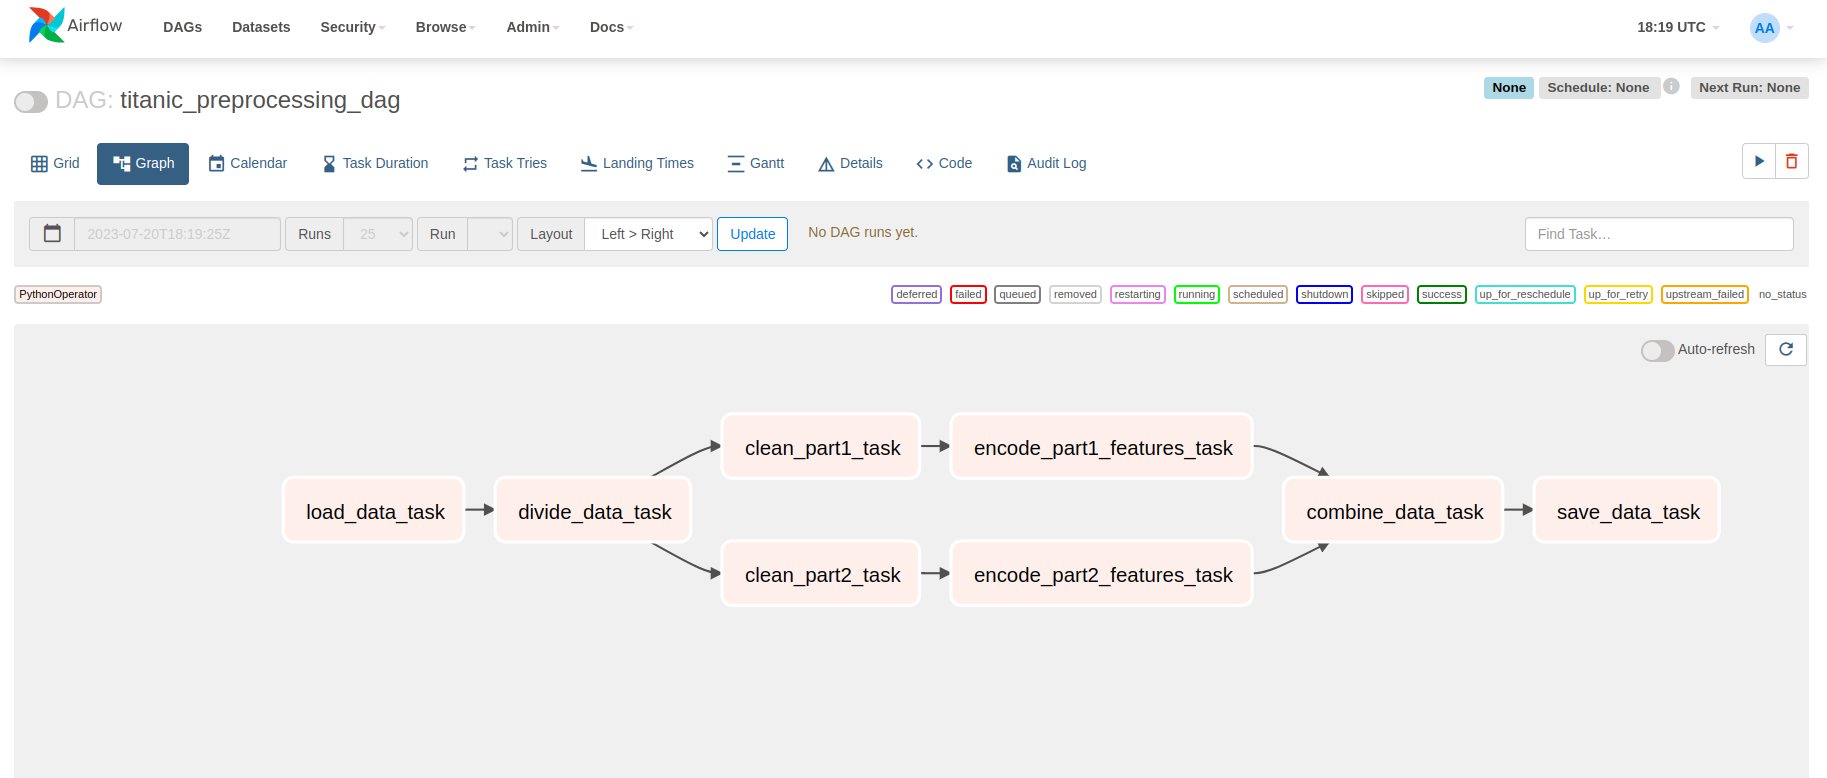 Airflow DAGs Datasets Security Browse Admin Docs 18:19 UTC AA
None Schedule: None i Next Run: None
DAG: titanic_preprocessing_dag
Grid Graph Calendar Task Duration Task Tries Landing Times Gantt Details Code Audit Log
2023-07-20T18:19:25Z Runs 25 Run Layout Left > Right Update No DAG runs yet. Find Task…
PythonOperator deferred failed queued removed restarting running scheduled shutdown skipped success up_for_reschedule up_for_retry upstream_failed no_status
Auto-refresh
clean_part1_task encode_part1_features_task
load_data_task divide_data_task combine_data_task save_data_task
clean_part2_task encode_part2_features_task